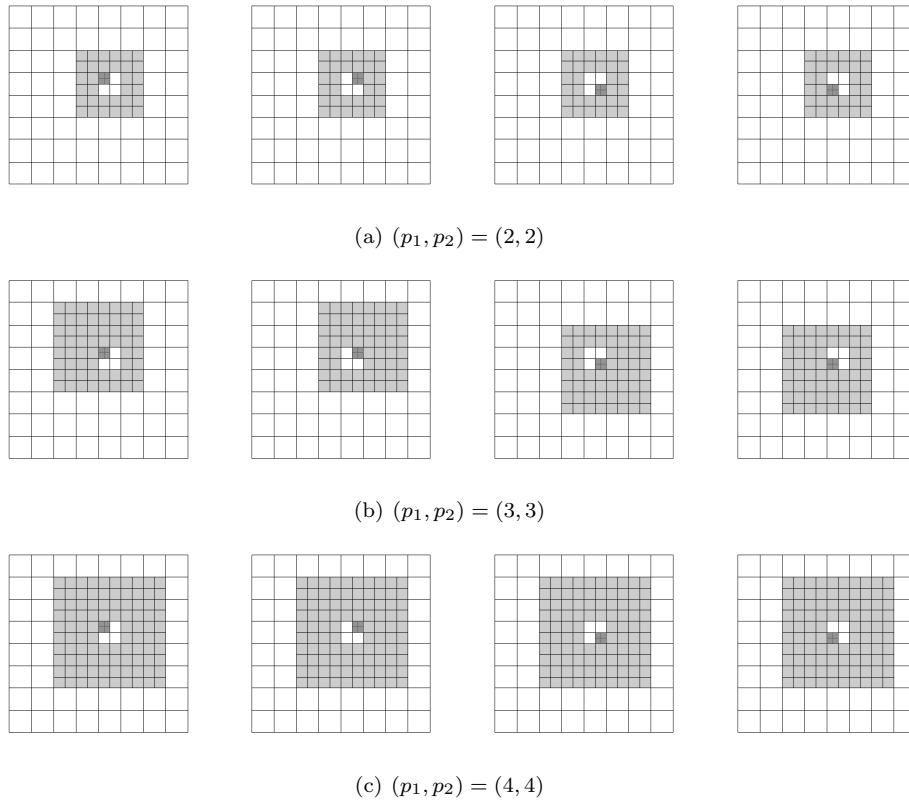 (a) (p₁, p₂) = (2, 2)
(b) (p₁, p₂) = (3, 3)
(c) (p₁, p₂) = (4, 4)